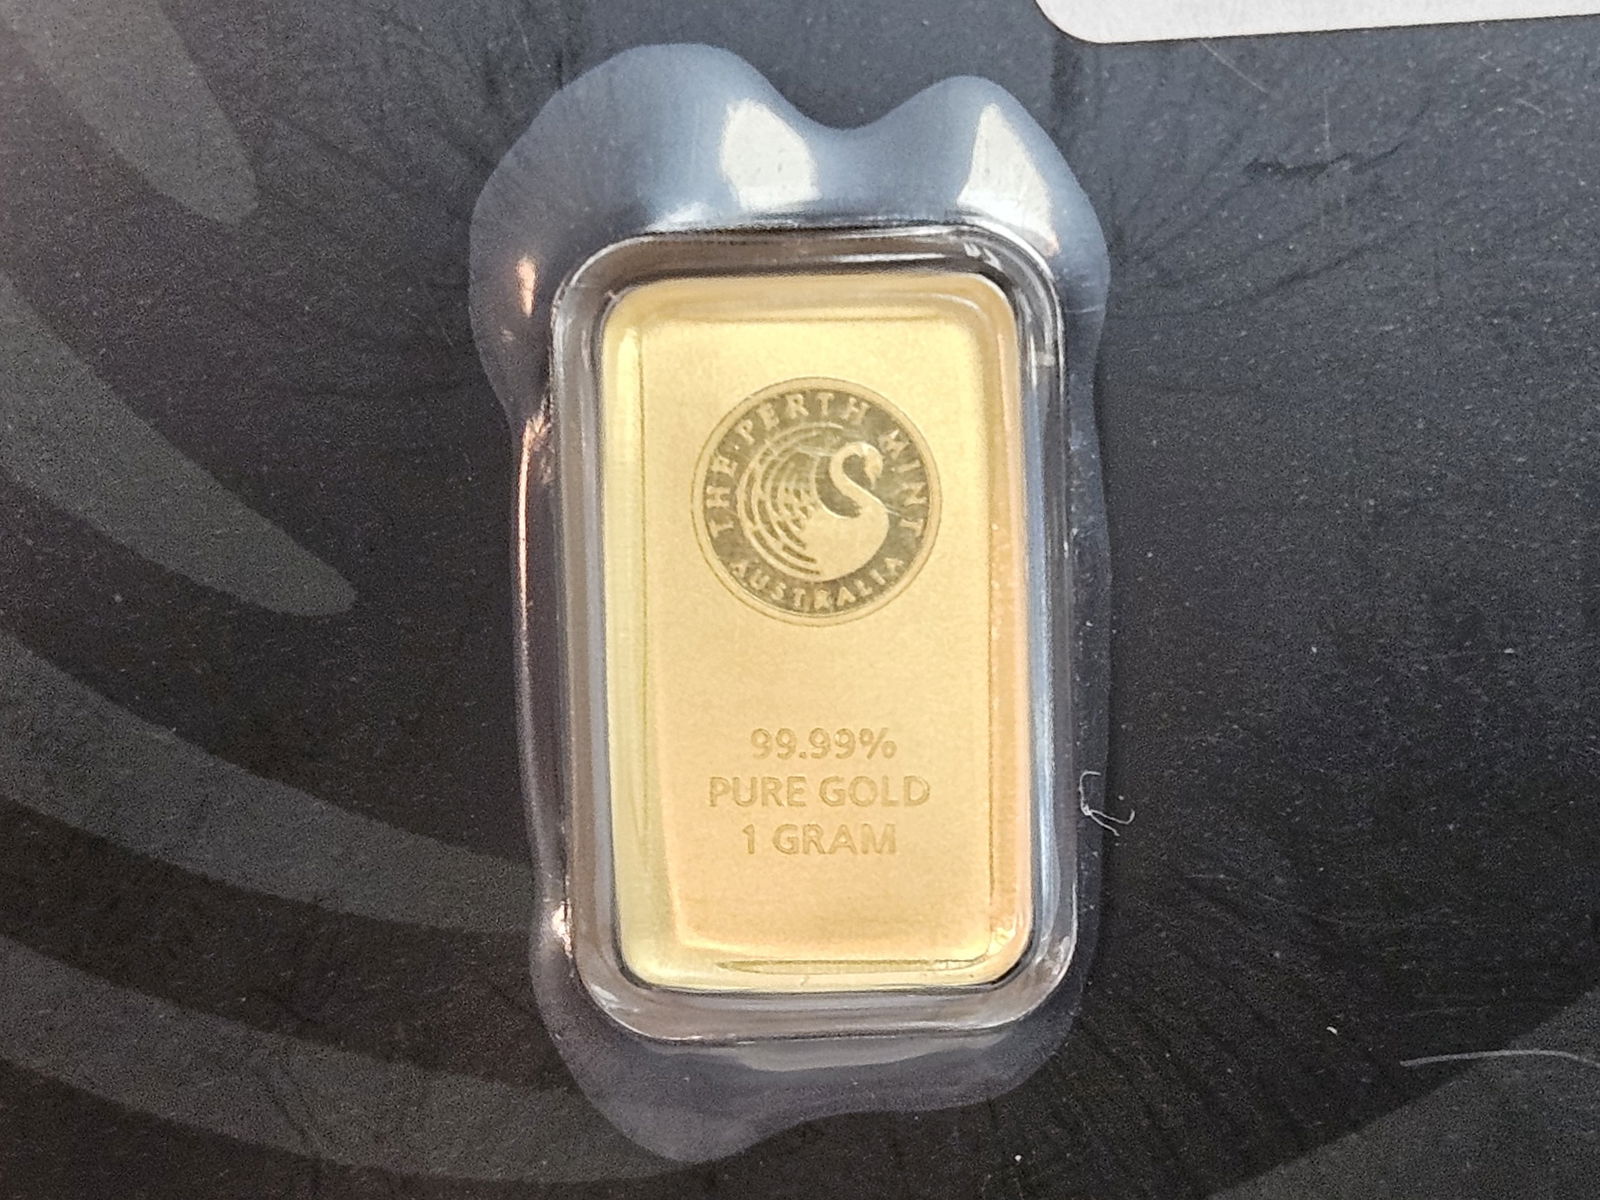 THE PERTH MINT
AUSTRALIA
99.99%
PURE GOLD
1 GRAM